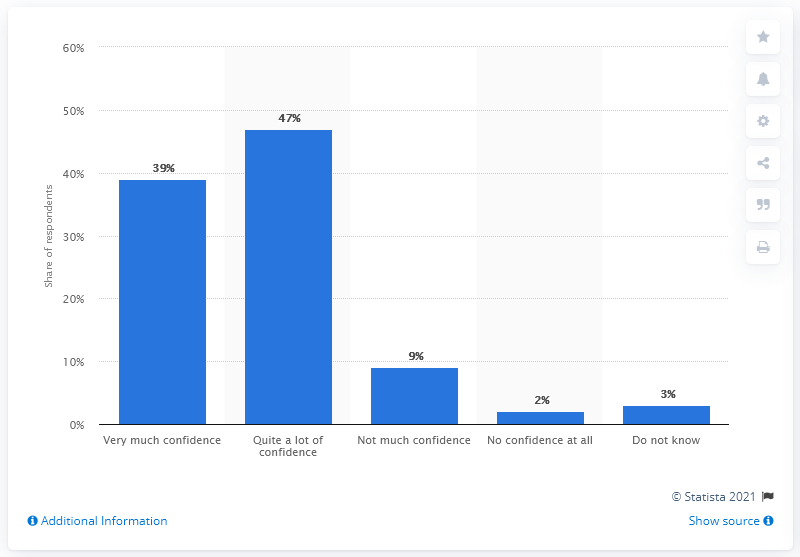 60%
50%
40%
30%
20%
10%
0%
Share of respondents
39%
47%
9%
2%
3%
Very much confidence
Quite a lot of
confidence
Not much confidence
No confidence at all
Do not know
© Statista 2021
Additional Information
Show source